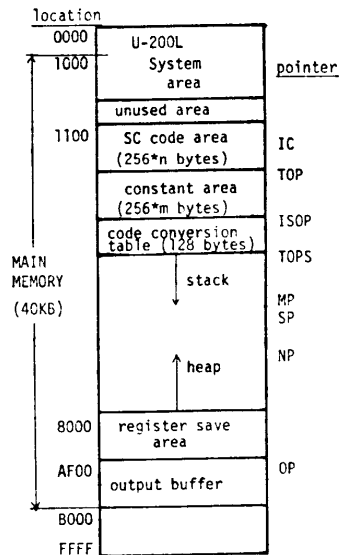 location
0000
U-200L
1000
System
area
pointer
unused area
1100
SC code area
(256*n bytes)
IC
TOP
constant area
(256*m bytes)
ISOP
code conversion
table (128 bytes)
TOPS
stack
MAIN
MEMORY
(40KB)
MP
SP
NP
heap
8000
register save
area
AF00
OP
output buffer
B000
FFFF